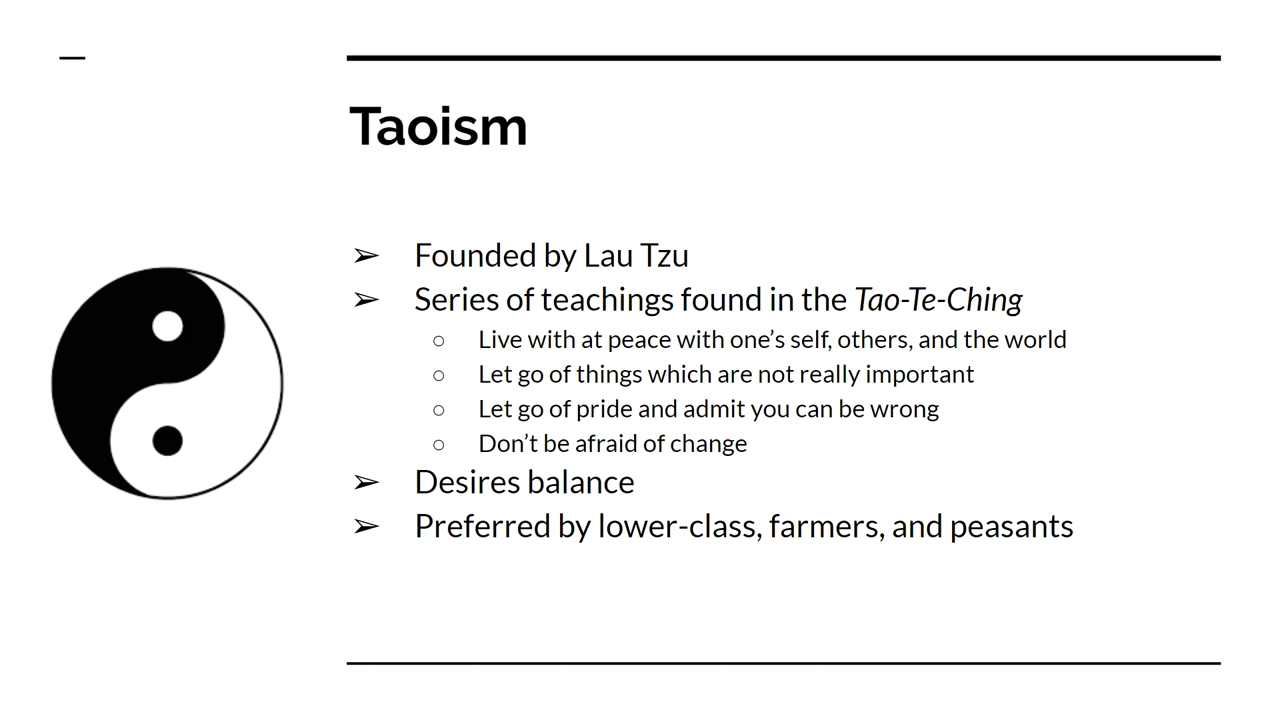 Taoism
➢ Founded by Lau Tzu
➢ Series of teachings found in the Tao-Te-Ching
○ Live with at peace with one’s self, others, and the world
○ Let go of things which are not really important
○ Let go of pride and admit you can be wrong
○ Don’t be afraid of change
➢ Desires balance
➢ Preferred by lower-class, farmers, and peasants